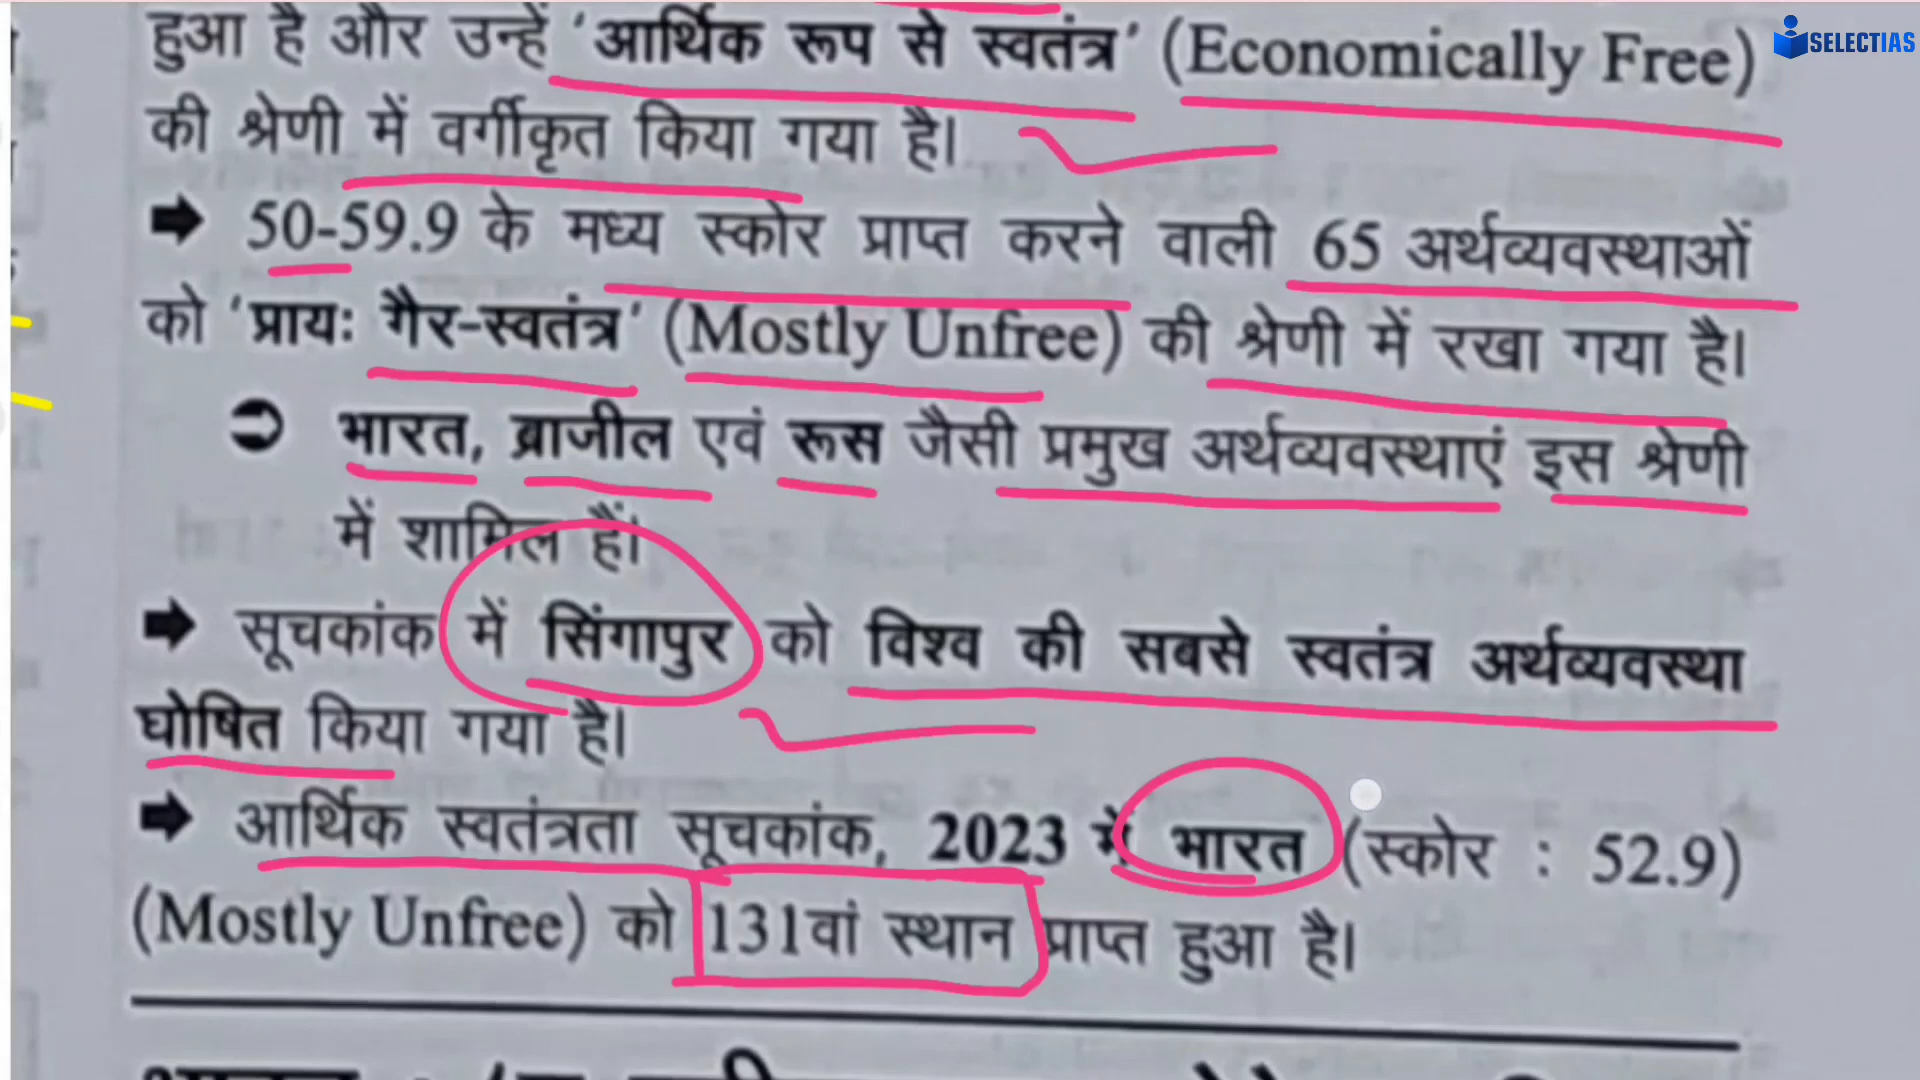 हुआ है और उन्हें 'आर्थिक रूप से स्वतंत्र' (Economically Free)
SELECTIAS
की श्रेणी में वर्गीकृत किया गया है।
➡ 50-59.9 के मध्य स्कोर प्राप्त करने वाली 65 अर्थव्यवस्थाओं
को 'प्रायः गैर-स्वतंत्र' (Mostly Unfree) की श्रेणी में रखा गया है।
➲ भारत, ब्राजील एवं रूस जैसी प्रमुख अर्थव्यवस्थाएं इस श्रेणी
में शामिल हैं।
➡ सूचकांक में सिंगापुर को विश्व की सबसे स्वतंत्र अर्थव्यवस्था
घोषित किया गया है।
➡ आर्थिक स्वतंत्रता सूचकांक, 2023 में भारत (स्कोर : 52.9)
(Mostly Unfree) को 131वां स्थान प्राप्त हुआ है।